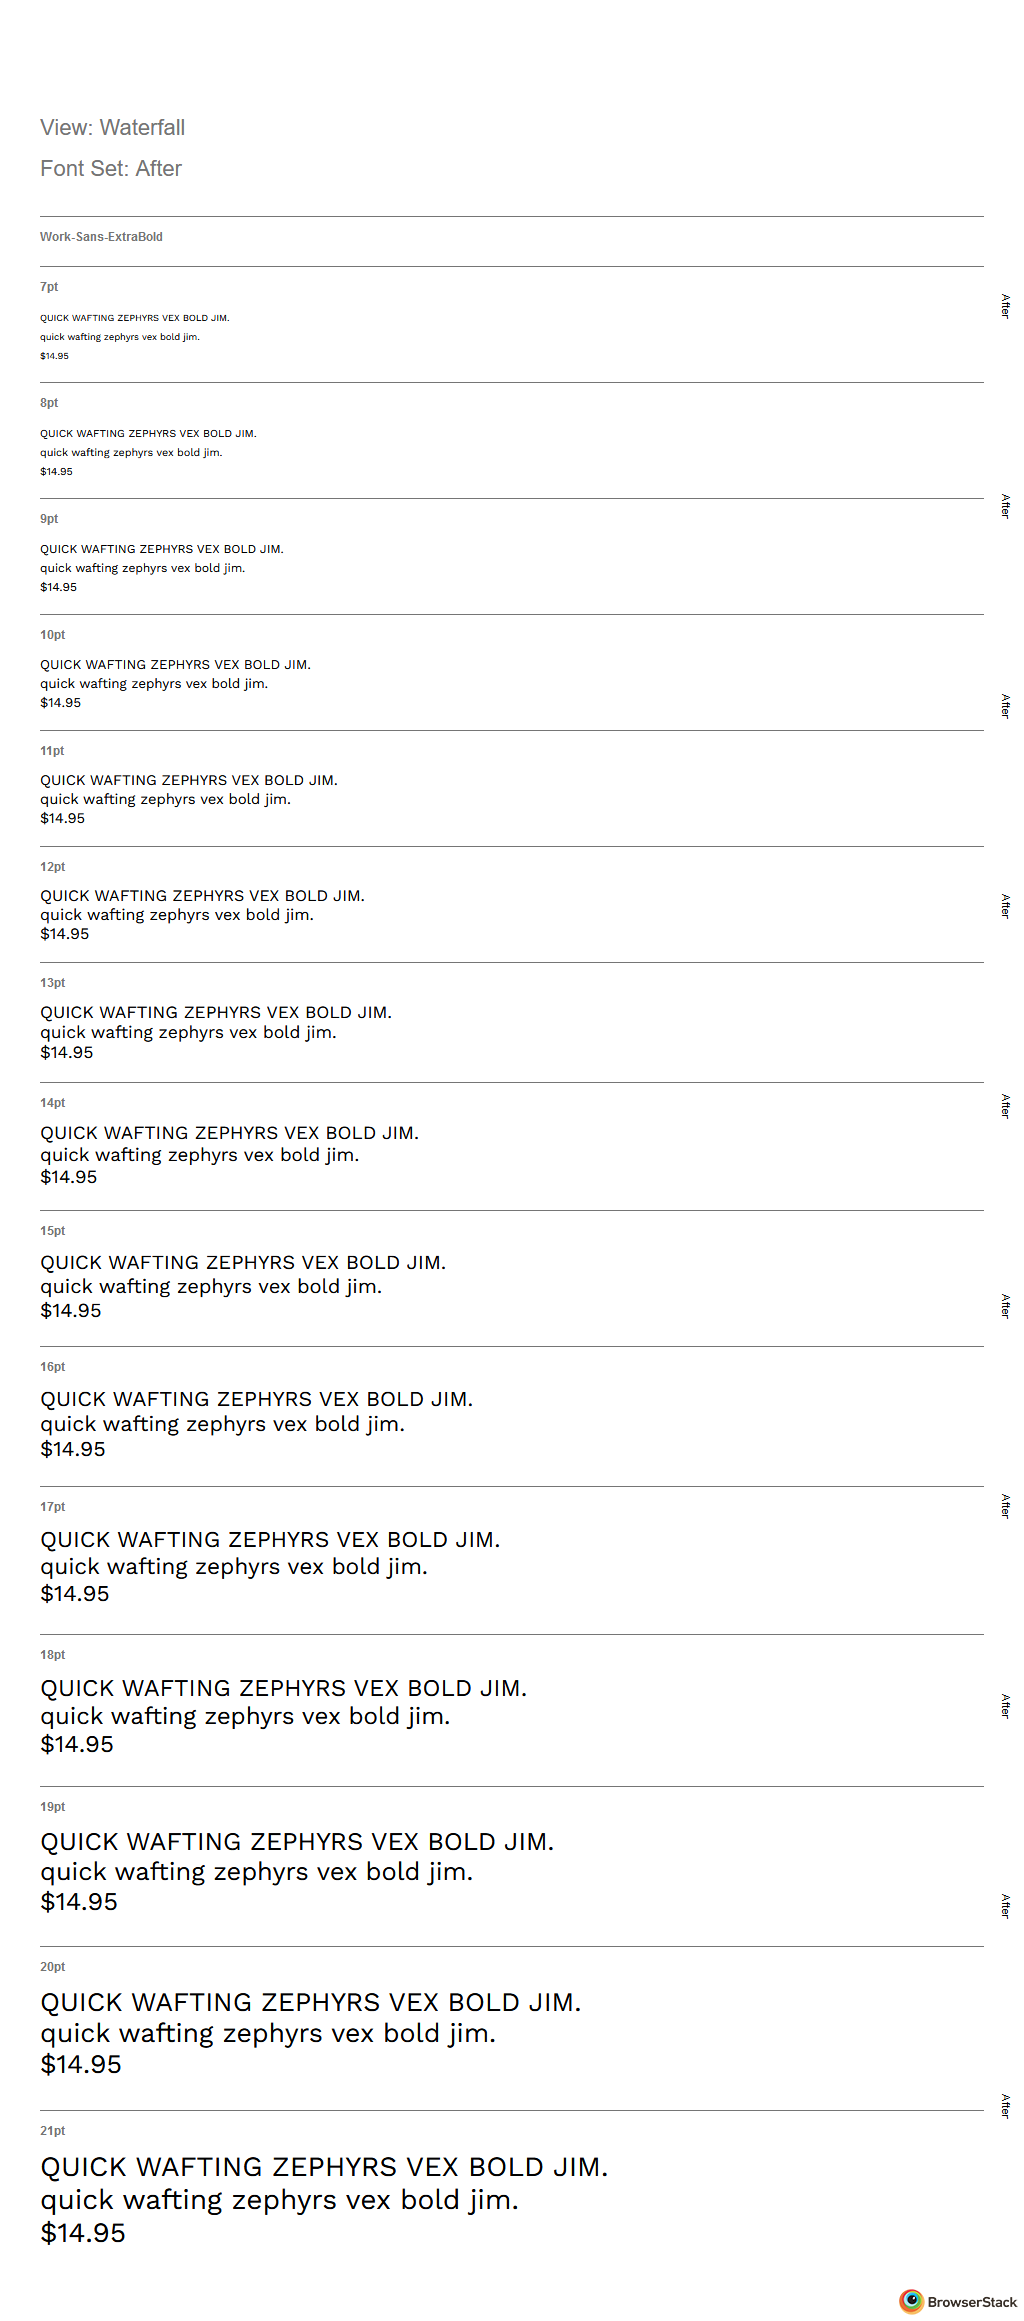 View: Waterfall
Font Set: After
Work-Sans-ExtraBold
7pt
QUICK WAFTING ZEPHYRS VEX BOLD JIM.
quick wafting zephyrs vex bold jim.
$14.95
After
8pt
QUICK WAFTING ZEPHYRS VEX BOLD JIM.
quick wafting zephyrs vex bold jim.
$14.95
After
9pt
QUICK WAFTING ZEPHYRS VEX BOLD JIM.
quick wafting zephyrs vex bold jim.
$14.95
10pt
QUICK WAFTING ZEPHYRS VEX BOLD JIM.
quick wafting zephyrs vex bold jim.
$14.95
After
11pt
QUICK WAFTING ZEPHYRS VEX BOLD JIM.
quick wafting zephyrs vex bold jim.
$14.95
12pt
QUICK WAFTING ZEPHYRS VEX BOLD JIM.
quick wafting zephyrs vex bold jim.
$14.95
After
13pt
QUICK WAFTING ZEPHYRS VEX BOLD JIM.
quick wafting zephyrs vex bold jim.
$14.95
14pt
QUICK WAFTING ZEPHYRS VEX BOLD JIM.
quick wafting zephyrs vex bold jim.
$14.95
After
15pt
QUICK WAFTING ZEPHYRS VEX BOLD JIM.
quick wafting zephyrs vex bold jim.
$14.95
After
16pt
QUICK WAFTING ZEPHYRS VEX BOLD JIM.
quick wafting zephyrs vex bold jim.
$14.95
17pt
QUICK WAFTING ZEPHYRS VEX BOLD JIM.
quick wafting zephyrs vex bold jim.
$14.95
After
18pt
QUICK WAFTING ZEPHYRS VEX BOLD JIM.
quick wafting zephyrs vex bold jim.
$14.95
After
19pt
QUICK WAFTING ZEPHYRS VEX BOLD JIM.
quick wafting zephyrs vex bold jim.
$14.95
After
20pt
QUICK WAFTING ZEPHYRS VEX BOLD JIM.
quick wafting zephyrs vex bold jim.
$14.95
After
21pt
QUICK WAFTING ZEPHYRS VEX BOLD JIM.
quick wafting zephyrs vex bold jim.
$14.95
BrowserStack